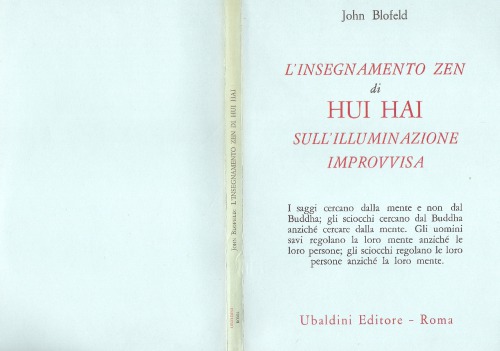 John Blofeld
L'INSEGNAMENTO ZEN
di
HUI HAI
SULL'ILLUMINAZIONE
IMPROVVISA
I saggi cercano dalla mente e non dal
Buddha; gli sciocchi cercano dal Buddha
anziché cercare dalla mente. Gli uomini
savi regolano la loro mente anziché le
loro persone; gli sciocchi regolano le loro
persone anziché la loro mente.
Ubaldini Editore - Roma
JOHN BLOFELD: L'INSEGNAMENTO ZEN DI HUI HAI